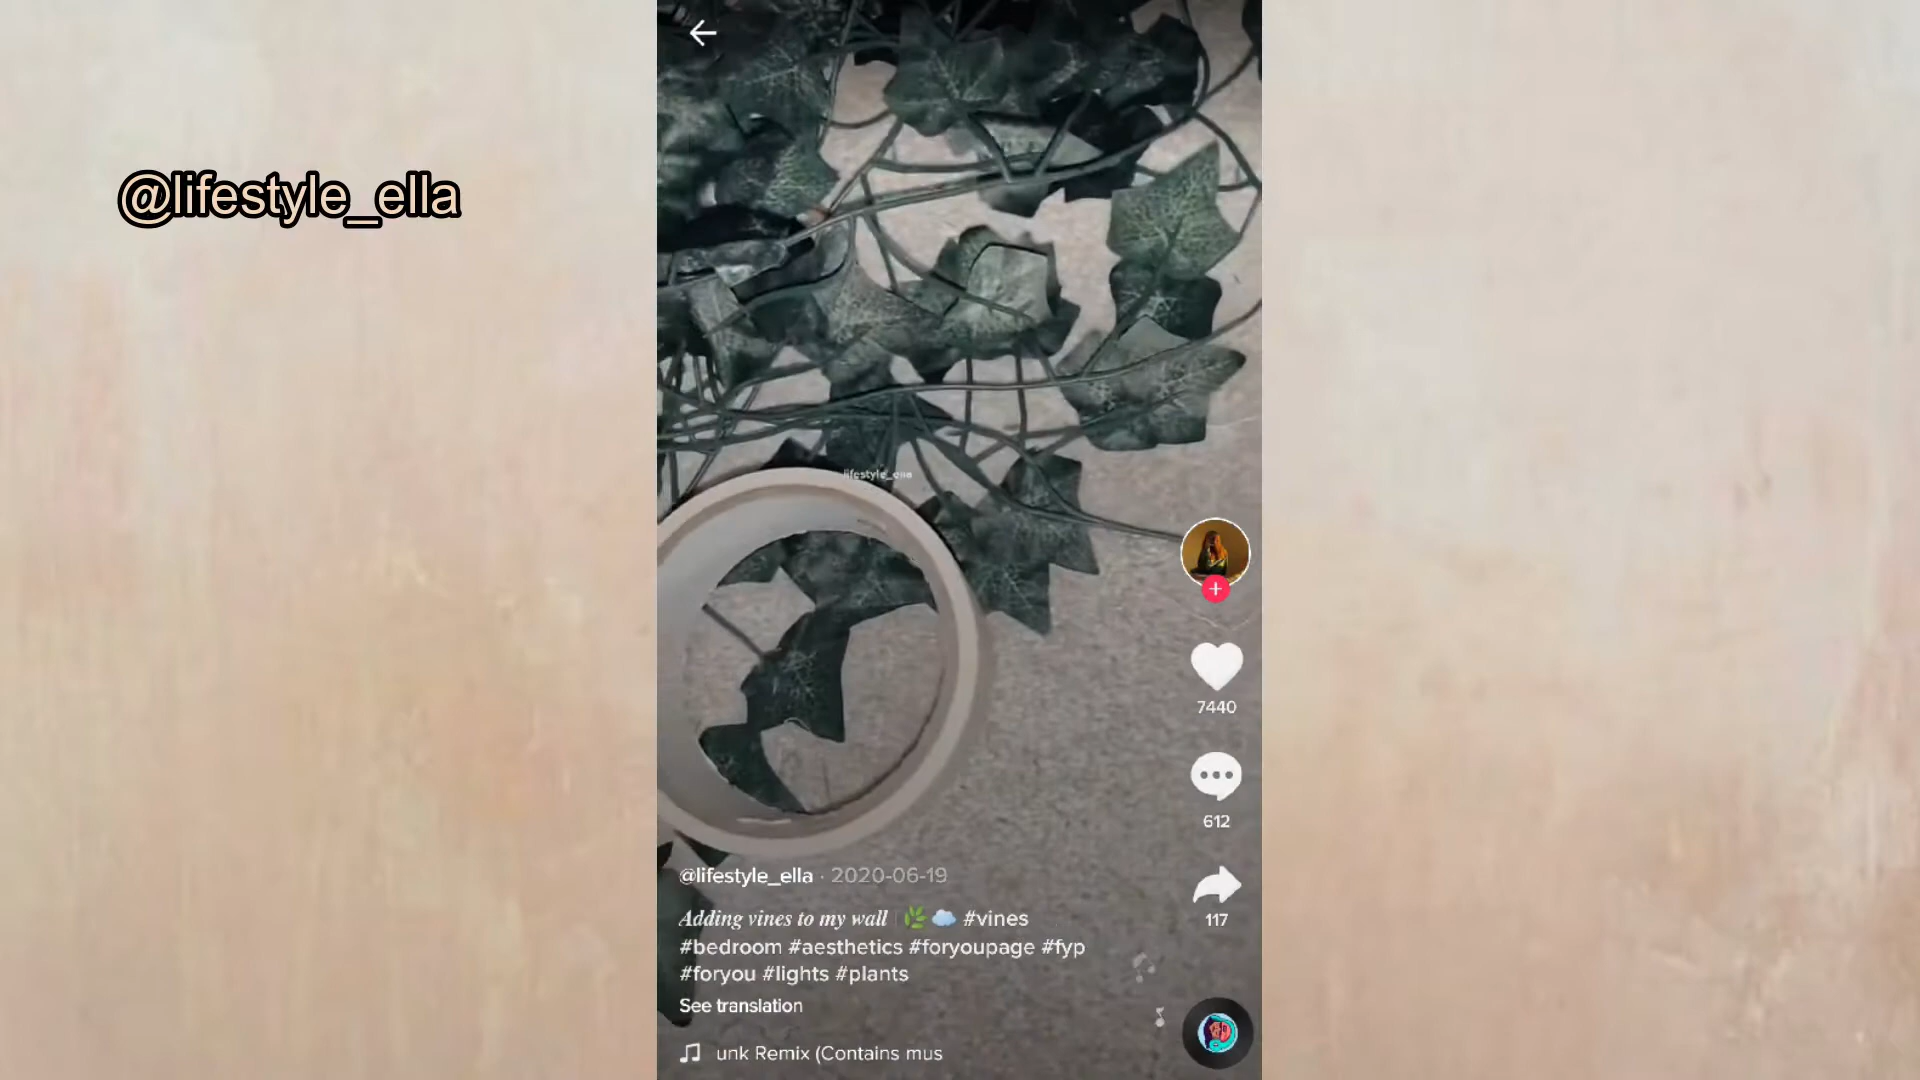 @lifestyle_ella
lifestyle_ella
7440
612
117
@lifestyle_ella · 2020-06-19
Adding vines to my wall 🌿☁️ #vines
#bedroom #aesthetics #foryoupage #fyp
#foryou #lights #plants
See translation
unk Remix (Contains mus